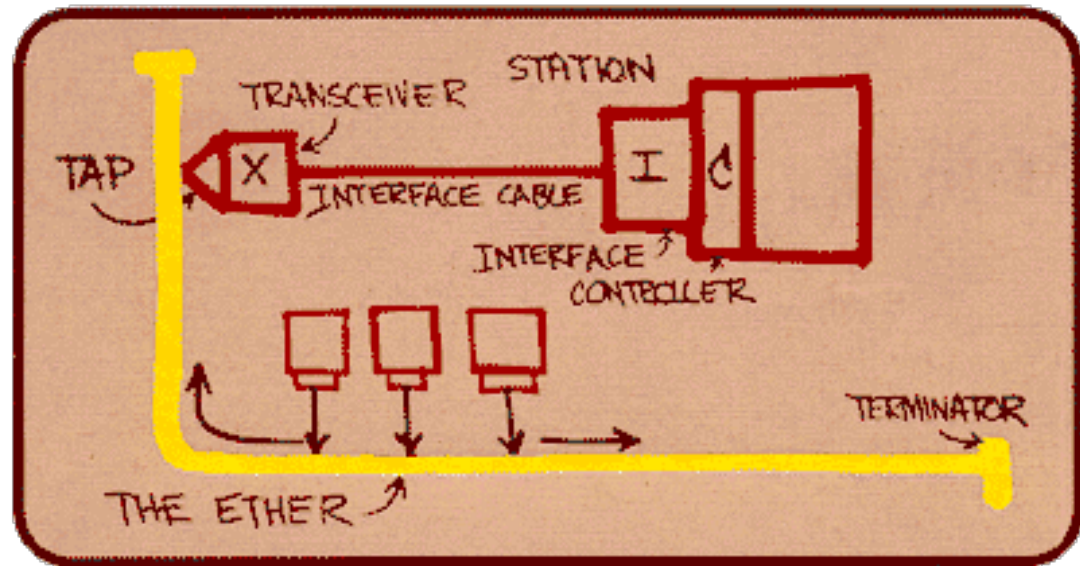 STATION
TRANSCEIVER
TAP
X
I
C
INTERFACE CABLE
INTERFACE
CONTROLLER
TERMINATOR
THE ETHER